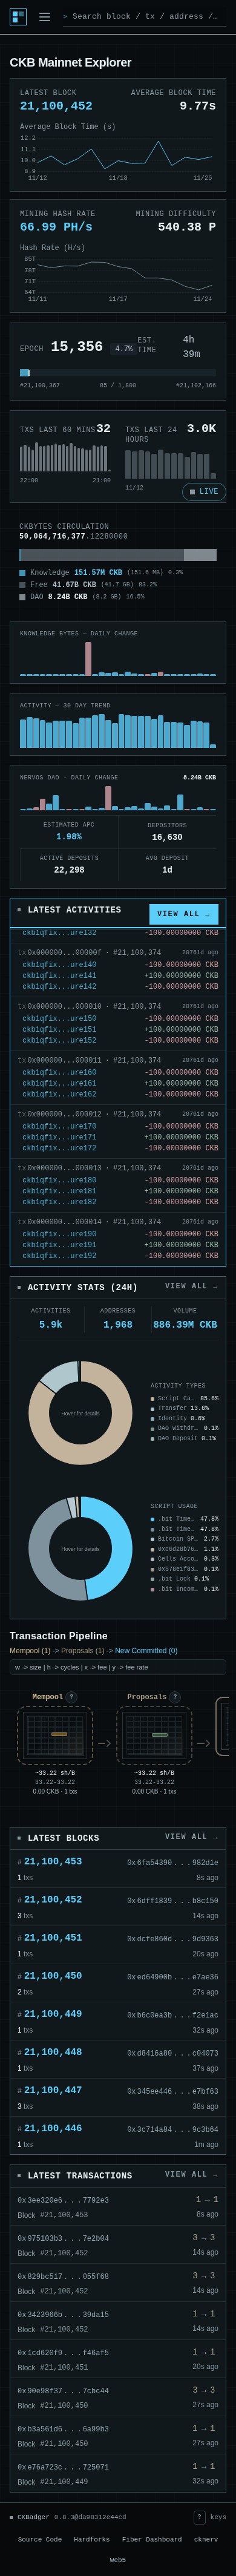 > Search block / tx / address /…
CKB Mainnet Explorer
LATEST BLOCK
AVERAGE BLOCK TIME
21,100,452
9.77s
Average Block Time (s)
12.2
11.1
10.0
8.9
11/12
11/18
11/25
MINING HASH RATE
MINING DIFFICULTY
66.99 PH/s
540.38 P
Hash Rate (H/s)
85T
78T
71T
64T
11/11
11/17
11/24
EPOCH 15,356 4.7% EST. TIME 4h 39m
#21,100,367
85 / 1,800
#21,102,166
TXS LAST 60 MINS 32
22:00
21:00
TXS LAST 24 HOURS 3.0K
11/12
LIVE
CKBYTES CIRCULATION
50,064,716,377.12280000
Knowledge 151.57M CKB (151.6 MB) 0.3%
Free 41.67B CKB (41.7 GB) 83.2%
DAO 8.24B CKB (8.2 GB) 16.5%
KNOWLEDGE BYTES — DAILY CHANGE
ACTIVITY — 30 DAY TREND
NERVOS DAO - DAILY CHANGE
8.24B CKB
ESTIMATED APC
1.98%
DEPOSITORS
16,630
ACTIVE DEPOSITS
22,298
AVG DEPOSIT
1d
LATEST ACTIVITIES
VIEW ALL →
ckb1qfix...ure132 -100.00000000 CKB
tx 0x000000...00000f · #21,100,374 20761d ago
ckb1qfix...ure140 -100.00000000 CKB
ckb1qfix...ure141 +100.00000000 CKB
ckb1qfix...ure142 -100.00000000 CKB
tx 0x000000...000010 · #21,100,374 20761d ago
ckb1qfix...ure150 -100.00000000 CKB
ckb1qfix...ure151 +100.00000000 CKB
ckb1qfix...ure152 -100.00000000 CKB
tx 0x000000...000011 · #21,100,374 20761d ago
ckb1qfix...ure160 -100.00000000 CKB
ckb1qfix...ure161 +100.00000000 CKB
ckb1qfix...ure162 -100.00000000 CKB
tx 0x000000...000012 · #21,100,374 20761d ago
ckb1qfix...ure170 -100.00000000 CKB
ckb1qfix...ure171 +100.00000000 CKB
ckb1qfix...ure172 -100.00000000 CKB
tx 0x000000...000013 · #21,100,374 20761d ago
ckb1qfix...ure180 -100.00000000 CKB
ckb1qfix...ure181 +100.00000000 CKB
ckb1qfix...ure182 -100.00000000 CKB
tx 0x000000...000014 · #21,100,374 20761d ago
ckb1qfix...ure190 -100.00000000 CKB
ckb1qfix...ure191 +100.00000000 CKB
ckb1qfix...ure192 -100.00000000 CKB
ACTIVITY STATS (24H)
VIEW ALL →
ACTIVITIES
5.9k
ADDRESSES
1,968
VOLUME
886.39M CKB
Hover for details
ACTIVITY TYPES
Script Ca… 85.6%
Transfer 13.6%
Identity 0.6%
DAO Withdr… 0.1%
DAO Deposit 0.1%
Hover for details
SCRIPT USAGE
.bit Time… 47.8%
.bit Time… 47.8%
Bitcoin SP… 2.7%
0xc6d28b76… 1.1%
Cells Acco… 0.3%
0x570e1f83… 0.1%
.bit Lock 0.1%
.bit Incom… 0.1%
Transaction Pipeline
Mempool (1) -> Proposals (1) -> New Committed (0)
w -> size | h -> cycles | x -> fee | y -> fee rate
Mempool ?
~33.22 sh/B
33.22-33.22
0.00 CKB · 1 txs
Proposals ?
~33.22 sh/B
33.22-33.22
0.00 CKB · 1 txs
LATEST BLOCKS
VIEW ALL →
# 21,100,453 0x6fa54390...982d1e
1 txs 8s ago
# 21,100,452 0x6dff1839...b8c150
3 txs 14s ago
# 21,100,451 0xdcfe860d...9d9363
1 txs 20s ago
# 21,100,450 0xed64900b...e7ae36
2 txs 27s ago
# 21,100,449 0xb6c0ea3b...f2e1ac
1 txs 32s ago
# 21,100,448 0xd8416a80...c04073
1 txs 37s ago
# 21,100,447 0x345ee446...e7bf63
3 txs 38s ago
# 21,100,446 0x3c714a84...9c3b64
1 txs 1m ago
LATEST TRANSACTIONS
VIEW ALL →
0x3ee320e6...7792e3 1 → 1
Block #21,100,453 8s ago
0x975103b3...7e2b04 3 → 3
Block #21,100,452 14s ago
0x829bc517...055f68 3 → 3
Block #21,100,452 14s ago
0x3423966b...39da15 1 → 1
Block #21,100,452 14s ago
0x1cd620f9...f46af5 1 → 1
Block #21,100,451 20s ago
0x90e98f37...7cbc44 3 → 3
Block #21,100,450 27s ago
0xb3a561d6...6a99b3 1 → 1
Block #21,100,450 27s ago
0xe76a723c...725071 1 → 1
Block #21,100,449 32s ago
CKBadger 0.8.3@da98312e44cd ? keys
Source Code Hardforks Fiber Dashboard cknerv
Web5